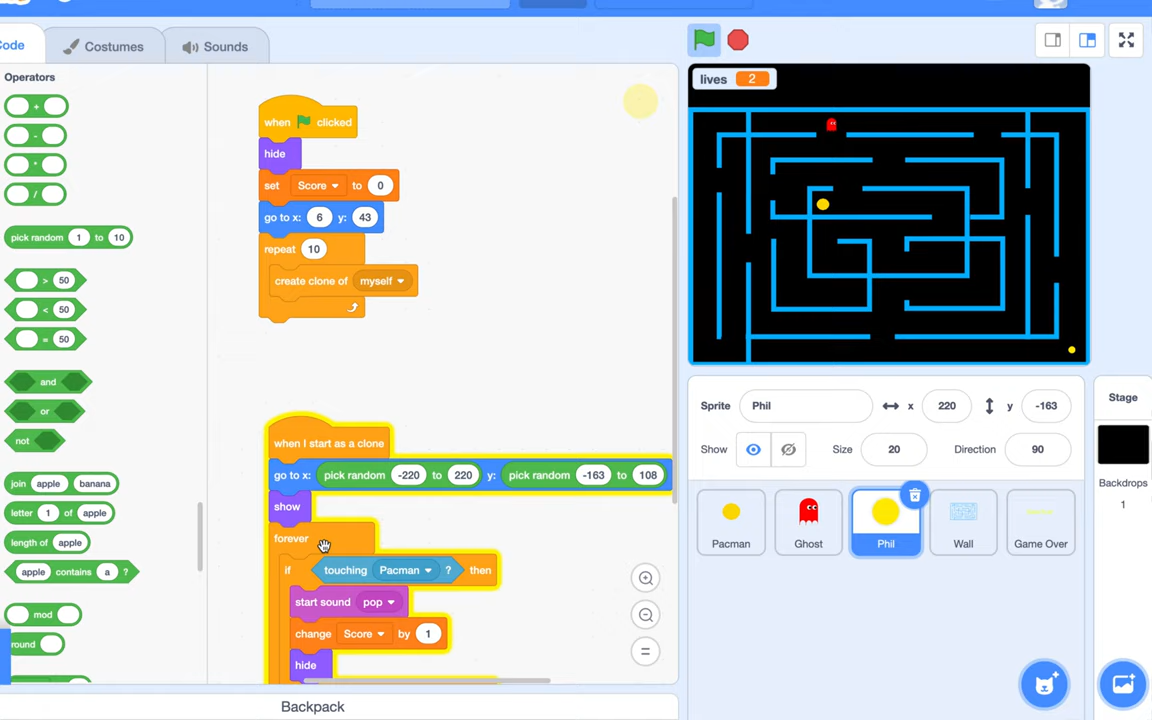 ode
Costumes
Sounds
Operators
+
-
*
/
pick random 1 to 10
> 50
< 50
= 50
and
or
not
join apple banana
letter 1 of apple
length of apple
apple contains a ?
mod
round
when clicked
hide
set Score to 0
go to x: 6 y: 43
repeat 10
create clone of myself
when I start as a clone
go to x: pick random -220 to 220 y: pick random -163 to 108
show
forever
if touching Pacman ? then
start sound pop
change Score by 1
hide
Backpack
lives 2
Sprite Phil x 220 y -163
Show Size 20 Direction 90
Pacman
Ghost
Phil
Wall
Game Over
Stage
Backdrops
1